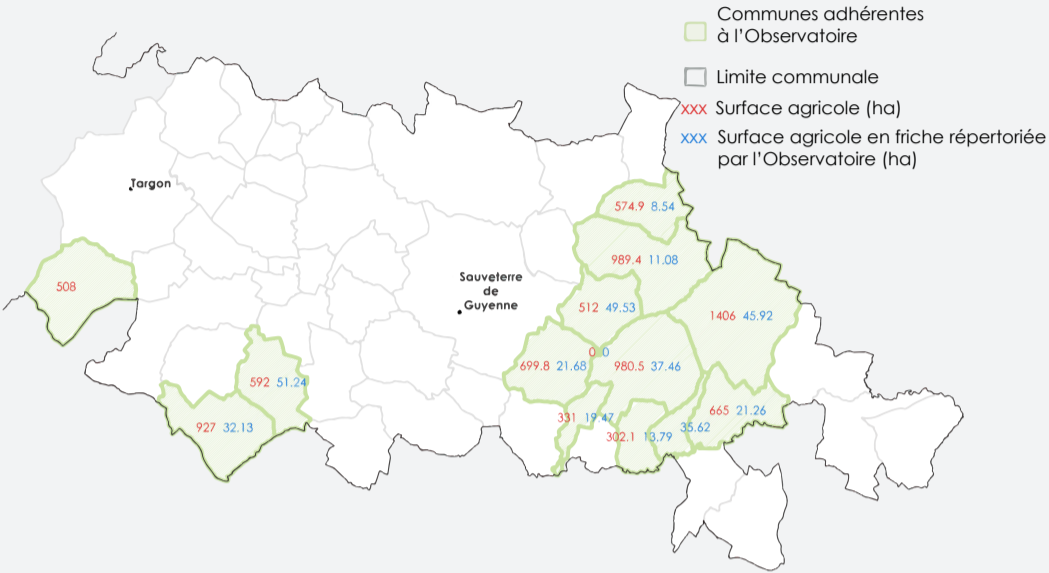 Communes adhérentes
à l'Observatoire
Limite communale
xxx Surface agricole (ha)
xxx Surface agricole en friche répertoriée
par l'Observatoire (ha)
Targon
574.9 8.54
989.4 11.08
508
Sauveterre
de
Guyenne
512 49.53
1406 45.92
0 0
699.8 21.68
980.5 37.46
592 51.24
331 19.47
665 21.26
927 32.13
35.62
302.1 13.79